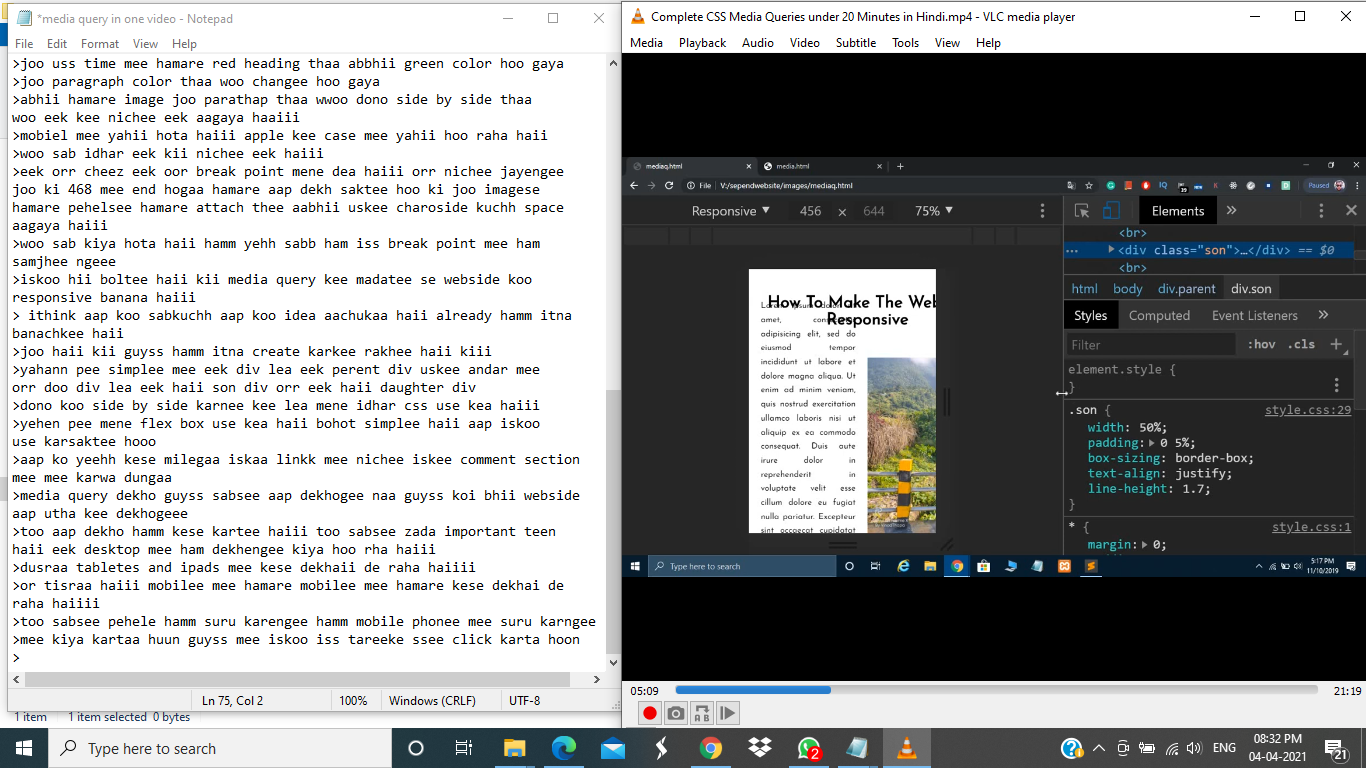 *media query in one video - Notepad
File Edit Format View Help
>joo uss time mee hamare red heading thaa abbhii green color hoo gaya
>joo paragraph color thaa woo changee hoo gaya
>abhii hamare image joo parathap thaa wwoo dono side by side thaa
woo eek kee nichee eek aagaya haaiii
>mobiel mee yahii hota haiii apple kee case mee yahii hoo raha haii
>woo sab idhar eek kii nichee eek haiii
>eek orr cheez eek oor break point mene dea haiii orr nichee jayengee
joo ki 468 mee end hogaa hamare aap dekh saktee hoo ki joo imagese
hamare pehelsee hamare attach thee aabhii uskee charoside kuchh space
aagaya haiii
>woo sab kiya hota haii hamm yehh sabb ham iss break point mee ham
samjhee ngeee
>iskoo hii boltee haii kii media query kee madatee se webside koo
responsive banana haiii
> ithink aap koo sabkuchh aap koo idea aachukaa haii already hamm itna
banachkee haii
>joo haii kii guyss hamm itna create karkee rakhee haii kiii
>yahann pee simplee mee eek div lea eek perent div uskee andar mee
orr doo div lea eek haii son div orr eek haii daughter div
>dono koo side by side karnee kee lea mene idhar css use kea haiii
>yehen pee mene flex box use kea haii bohot simplee haii aap iskoo
use karsaktee hooo
>aap ko yeehh kese milegaa iskaa linkk mee nichee iskee comment section
mee mee karwa dungaa
>media query dekho guyss sabsee aap dekhogee naa guyss koi bhii webside
aap utha kee dekhogeee
>too aap dekho hamm kese kartee haiii too sabsee zada important teen
haii eek desktop mee ham dekhengee kiya hoo rha haiii
>dusraa tabletes and ipads mee kese dekhaii de raha haiiii
>or tisraa haiii mobilee mee hamare mobilee mee hamare kese dekhai de
raha haiiii
>too sabsee pehele hamm suru karengee hamm mobile phonee mee suru karngee
>mee kiya kartaa huun guyss mee iskoo iss tareeke ssee click karta hoon
>
Ln 75, Col 2 100% Windows (CRLF) UTF-8
1 item 1 item selected 0 bytes
Complete CSS Media Queries under 20 Minutes in Hindi.mp4 - VLC media player
Media Playback Audio Video Subtitle Tools View Help
mediaq.html media.html
File V:/sependwebsite/images/mediaq.html Paused
Responsive 456 x 644 75%
Elements
<br>
<div class="son">…</div> == $0
<br>
html body div.parent div.son
Styles Computed Event Listeners
Filter :hov .cls +
element.style {
}
.son { style.css:29
width: 50%;
padding: 0 5%;
box-sizing: border-box;
text-align: justify;
line-height: 1.7;
}
* { style.css:1
margin: 0;
How To Make The Web
Responsive
amet,
adipisicing elit, sed do
eiusmod tempor
incididunt ut labore et
dolore magna aliqua. Ut
enim ad minim veniam,
quis nostrud exercitation
ullamco laboris nisi ut
aliquip ex ea commodo
consequat. Duis aute
irure dolor in
reprehenderit in
voluptate velit esse
cillum dolore eu fugiat
nulla pariatur. Excepteur
sint occaecat cupidatat
Type here to search
5:17 PM
11/10/2019
05:09 21:19
Type here to search
2
ENG
08:32 PM
04-04-2021
21